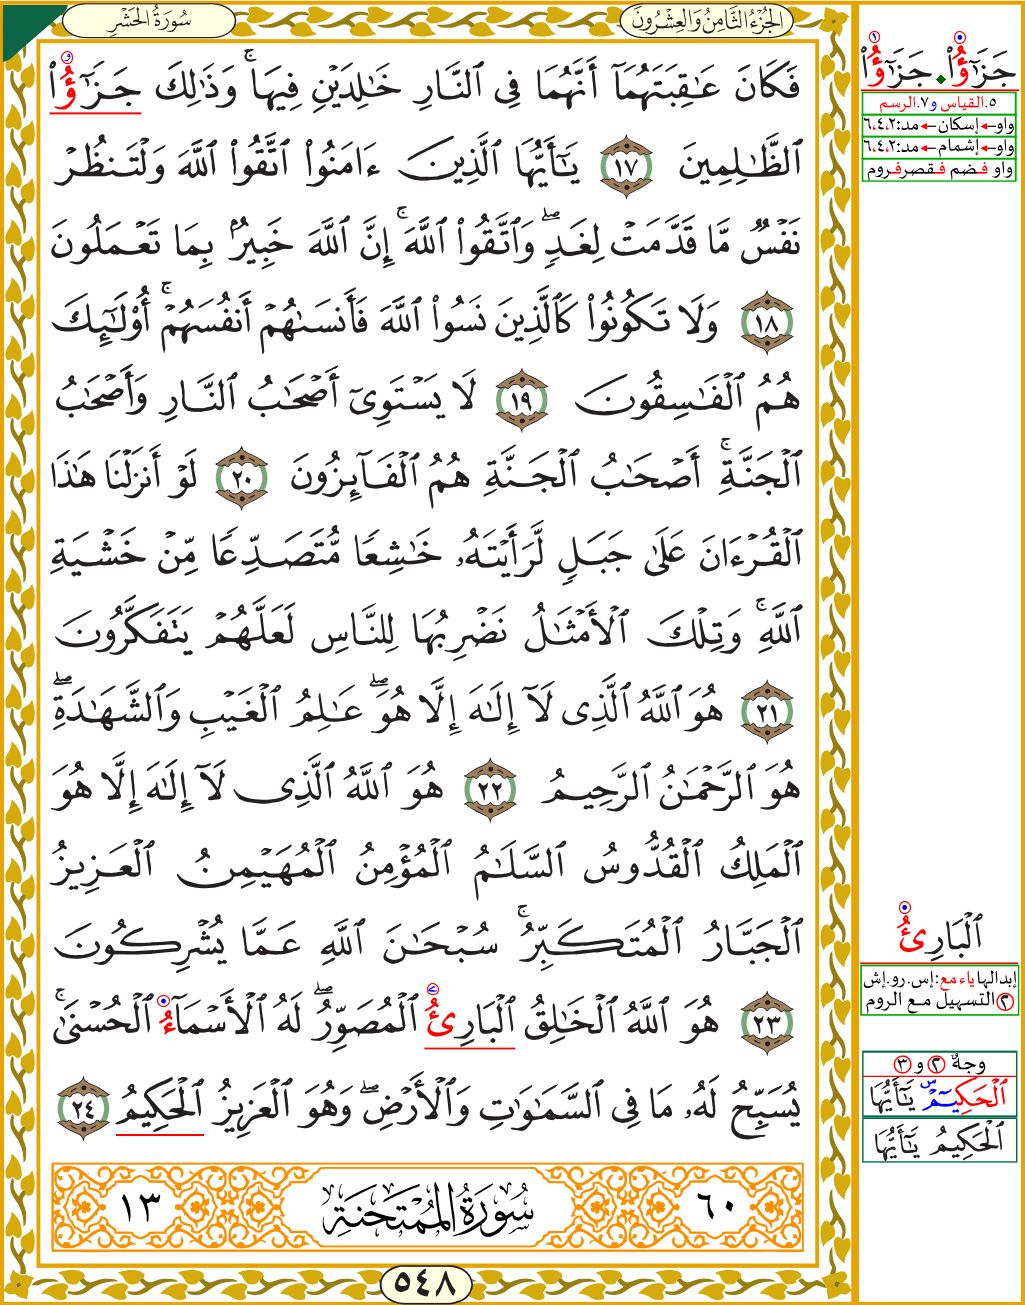 سُورَةُ الحَشْرِ
الجُزْءُ الثَّامِنُ وَالعِشْرُونَ
فَكَانَ عَـٰقِبَتَهُمَآ أَنَّهُمَا فِى ٱلنَّارِ خَـٰلِدَيْنِ فِيهَا ۚ وَذَٰلِكَ جَزَٰٓؤُا۟
ٱلظَّـٰلِمِينَ ١٧ يَـٰٓأَيُّهَا ٱلَّذِينَ ءَامَنُوا۟ ٱتَّقُوا۟ ٱللَّهَ وَلْتَنظُرْ
نَفْسٌ مَّا قَدَّمَتْ لِغَدٍ ۖ وَٱتَّقُوا۟ ٱللَّهَ ۚ إِنَّ ٱللَّهَ خَبِيرٌۢ بِمَا تَعْمَلُونَ
١٨ وَلَا تَكُونُوا۟ كَٱلَّذِينَ نَسُوا۟ ٱللَّهَ فَأَنسَىٰهُمْ أَنفُسَهُمْ ۚ أُو۟لَـٰٓئِكَ
هُمُ ٱلْفَـٰسِقُونَ ١٩ لَا يَسْتَوِىٓ أَصْحَـٰبُ ٱلنَّارِ وَأَصْحَـٰبُ
ٱلْجَنَّةِ ۚ أَصْحَـٰبُ ٱلْجَنَّةِ هُمُ ٱلْفَآئِزُونَ ٢٠ لَوْ أَنزَلْنَا هَـٰذَا
ٱلْقُرْءَانَ عَلَىٰ جَبَلٍ لَّرَأَيْتَهُۥ خَـٰشِعًا مُّتَصَدِّعًا مِّنْ خَشْيَةِ
ٱللَّهِ ۚ وَتِلْكَ ٱلْأَمْثَـٰلُ نَضْرِبُهَا لِلنَّاسِ لَعَلَّهُمْ يَتَفَكَّرُونَ
٢١ هُوَ ٱللَّهُ ٱلَّذِى لَآ إِلَـٰهَ إِلَّا هُوَ ۖ عَـٰلِمُ ٱلْغَيْبِ وَٱلشَّهَـٰدَةِ ۖ
هُوَ ٱلرَّحْمَـٰنُ ٱلرَّحِيمُ ٢٢ هُوَ ٱللَّهُ ٱلَّذِى لَآ إِلَـٰهَ إِلَّا هُوَ
ٱلْمَلِكُ ٱلْقُدُّوسُ ٱلسَّلَـٰمُ ٱلْمُؤْمِنُ ٱلْمُهَيْمِنُ ٱلْعَزِيزُ
ٱلْجَبَّارُ ٱلْمُتَكَبِّرُ ۚ سُبْحَـٰنَ ٱللَّهِ عَمَّا يُشْرِكُونَ
٢٣ هُوَ ٱللَّهُ ٱلْخَـٰلِقُ ٱلْبَارِئُ ٱلْمُصَوِّرُ ۖ لَهُ ٱلْأَسْمَآءُ ٱلْحُسْنَىٰ ۚ
يُسَبِّحُ لَهُۥ مَا فِى ٱلسَّمَـٰوَٰتِ وَٱلْأَرْضِ ۖ وَهُوَ ٱلْعَزِيزُ ٱلْحَكِيمُ ٢٤
٦٠ سُورَةُ المُمْتَحَنَةِ ١٣
٥٤٨
جَزَٰٓؤُا۟ . جَزَٰٓؤُا۟
٥.القياس و٧.الرسم
واو←إسكان←مد:٦،٤،٢
واو←إشمام←مد:٦،٤،٢
واو فضم فقصرفروم
ٱلْبَارِئُ
إبدالها ياء مع:إس.رو.إش
٢ التسهيل مع الروم
وجهٌ ٢ و ٣
ٱلْحَكِيمُ يَـٰٓأَيُّهَا
ٱلْحَكِيمُ يَـٰٓأَيُّهَا